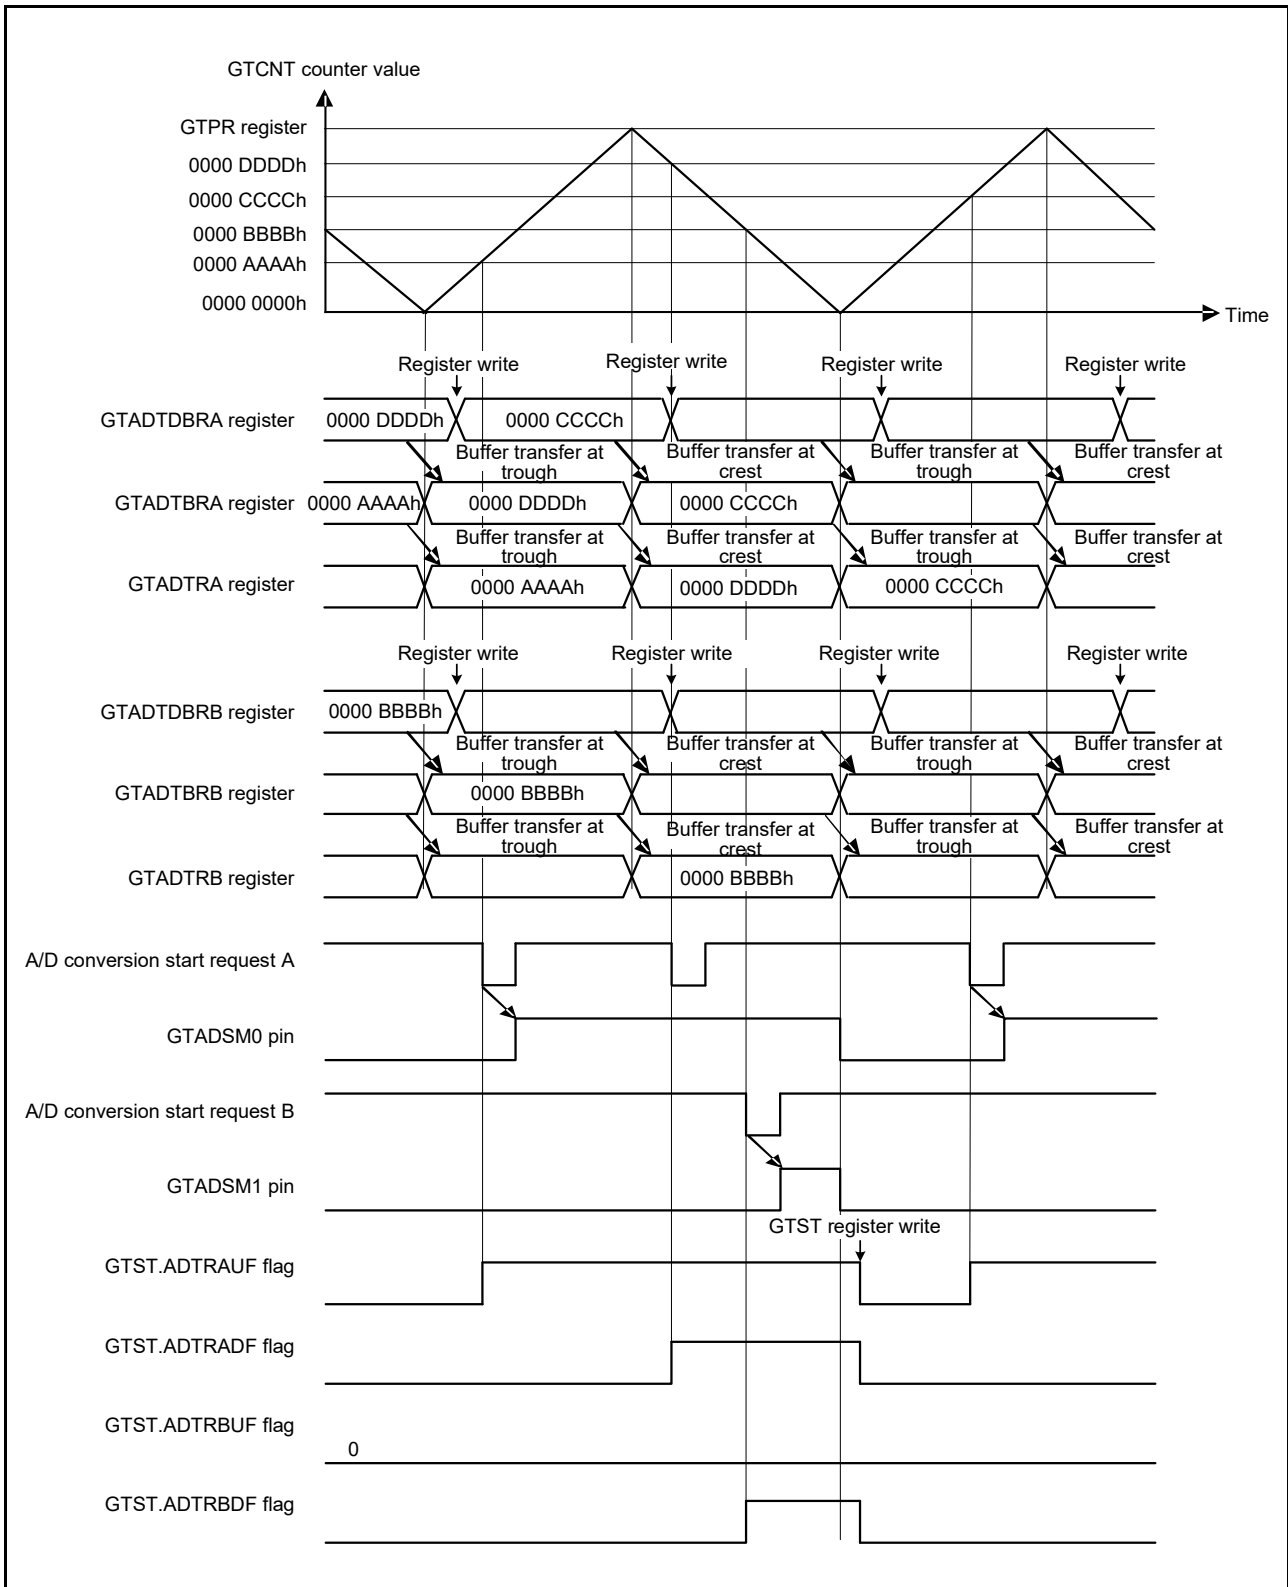 GTCNT counter value
GTPR register
0000 DDDDh
0000 CCCCh
0000 BBBBh
0000 AAAAh
0000 0000h
Time
Register write
Register write
Register write
Register write
GTADTDBRA register
0000 DDDDh
0000 CCCCh
Buffer transfer at
trough
Buffer transfer at
crest
Buffer transfer at
trough
Buffer transfer at
crest
GTADTBRA register
0000 AAAAh
0000 DDDDh
0000 CCCCh
Buffer transfer at
trough
Buffer transfer at
crest
Buffer transfer at
trough
Buffer transfer at
crest
GTADTRA register
0000 AAAAh
0000 DDDDh
0000 CCCCh
Register write
Register write
Register write
Register write
GTADTDBRB register
0000 BBBBh
Buffer transfer at
trough
Buffer transfer at
crest
Buffer transfer at
trough
Buffer transfer at
crest
GTADTBRB register
0000 BBBBh
Buffer transfer at
trough
Buffer transfer at
crest
Buffer transfer at
trough
Buffer transfer at
crest
GTADTRB register
0000 BBBBh
A/D conversion start request A
GTADSM0 pin
A/D conversion start request B
GTADSM1 pin
GTST register write
GTST.ADTRAUF flag
GTST.ADTRADF flag
GTST.ADTRBUF flag
0
GTST.ADTRBDF flag